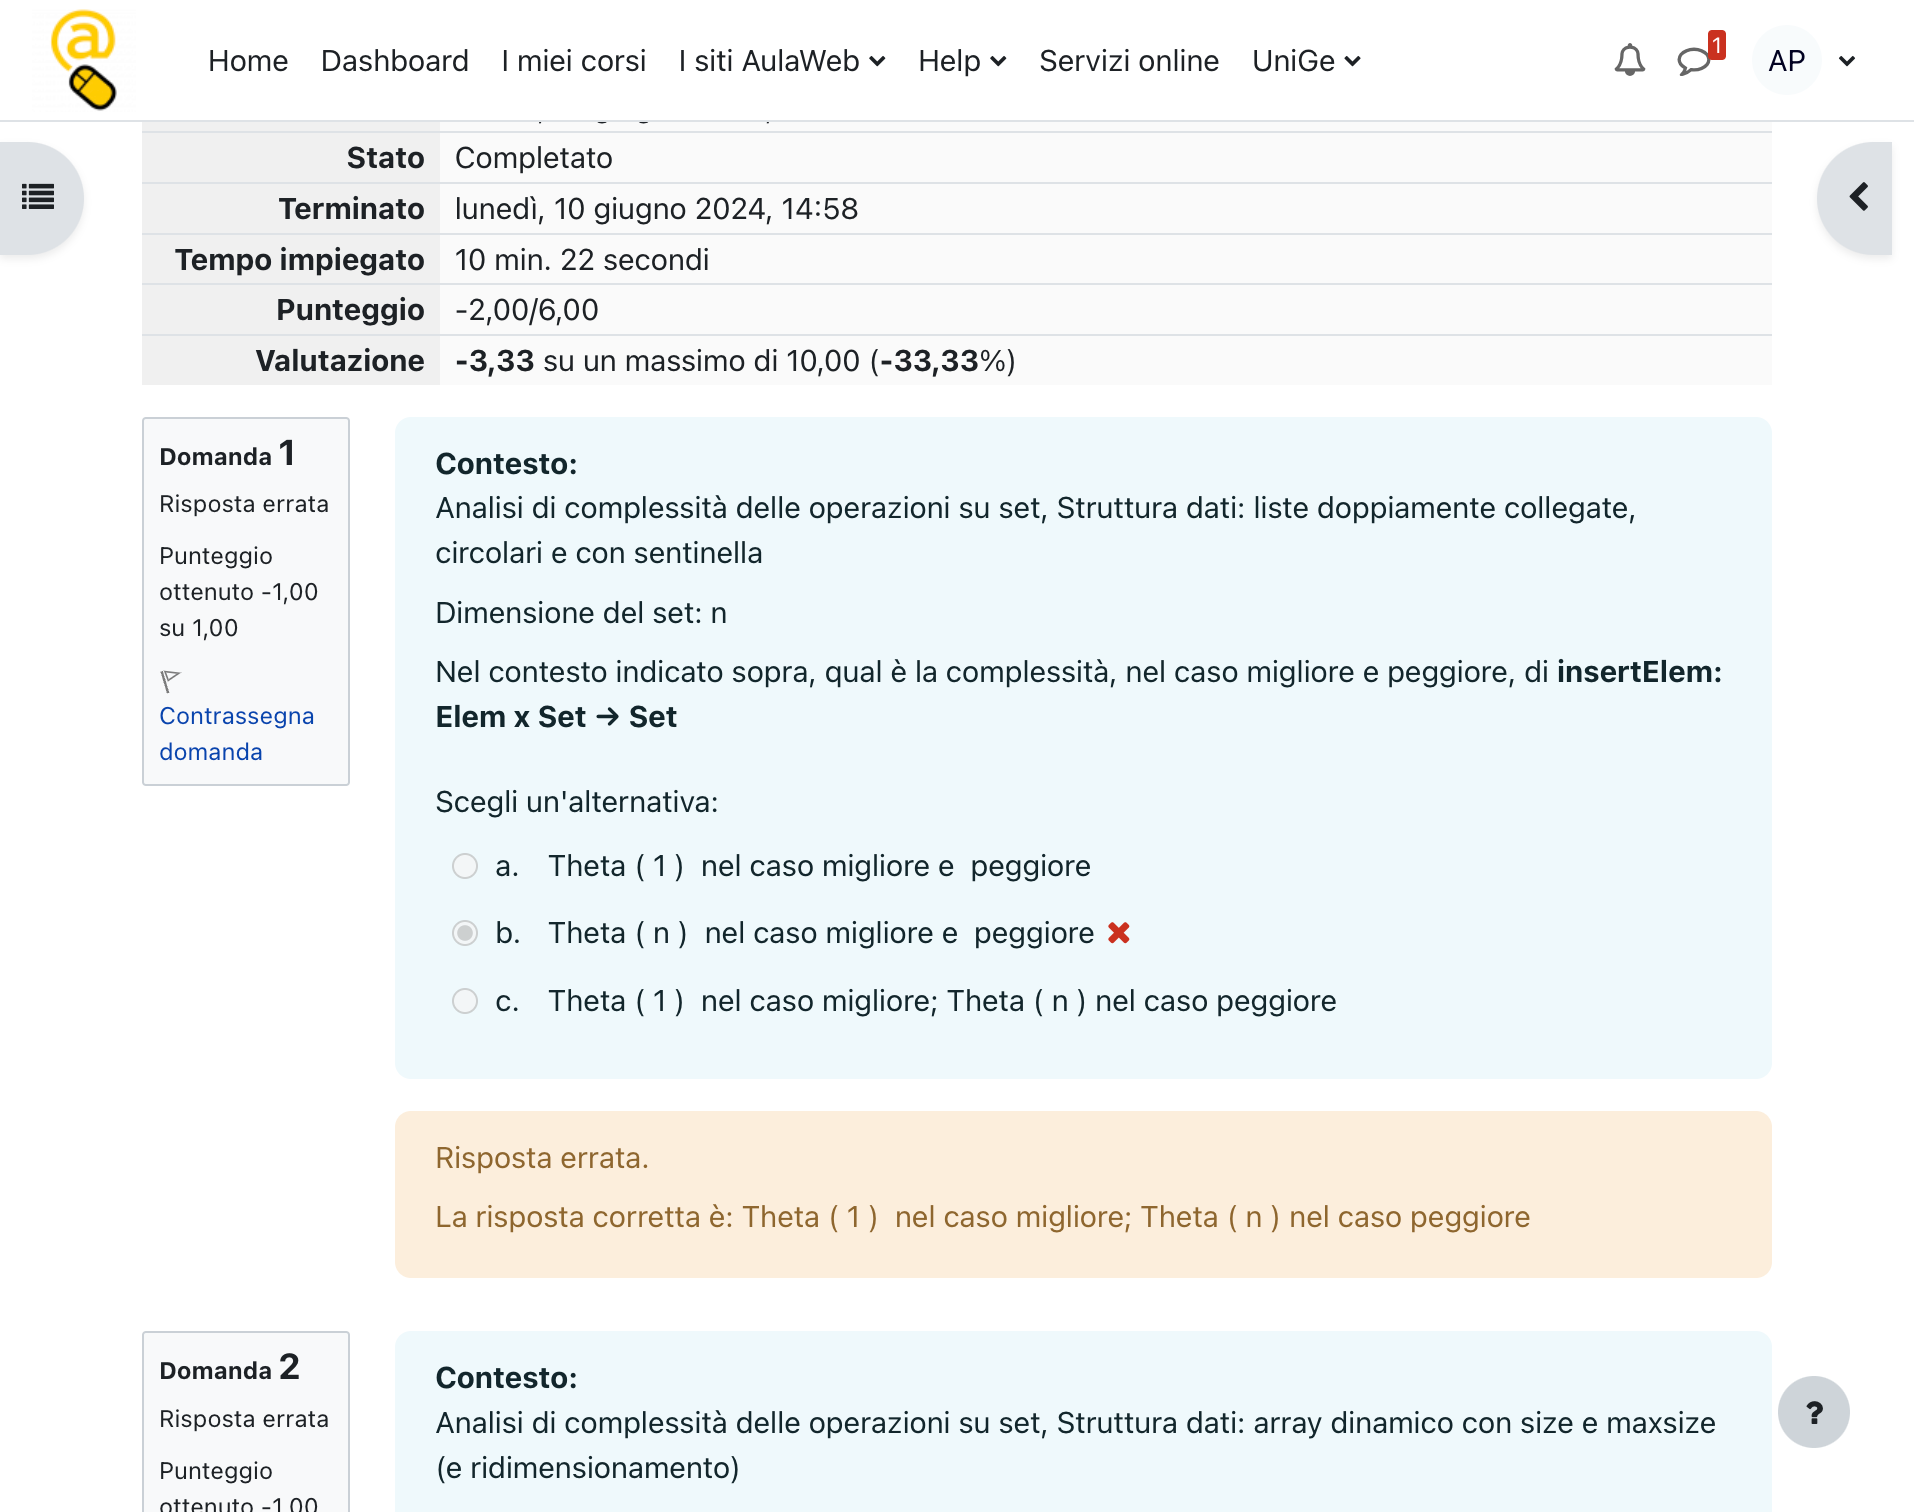 Home Dashboard I miei corsi I siti AulaWeb Help Servizi online UniGe 1 AP
Stato Completato
Terminato lunedì, 10 giugno 2024, 14:58
Tempo impiegato 10 min. 22 secondi
Punteggio -2,00/6,00
Valutazione -3,33 su un massimo di 10,00 (-33,33%)
Domanda 1
Risposta errata
Punteggio
ottenuto -1,00
su 1,00
Contrassegna
domanda
Contesto:
Analisi di complessità delle operazioni su set, Struttura dati: liste doppiamente collegate,
circolari e con sentinella
Dimensione del set: n
Nel contesto indicato sopra, qual è la complessità, nel caso migliore e peggiore, di insertElem:
Elem x Set → Set
Scegli un'alternativa:
a. Theta ( 1 ) nel caso migliore e peggiore
b. Theta ( n ) nel caso migliore e peggiore
c. Theta ( 1 ) nel caso migliore; Theta ( n ) nel caso peggiore
Risposta errata.
La risposta corretta è: Theta ( 1 ) nel caso migliore; Theta ( n ) nel caso peggiore
Domanda 2
Risposta errata
Punteggio
ottenuto -1,00
Contesto:
Analisi di complessità delle operazioni su set, Struttura dati: array dinamico con size e maxsize
(e ridimensionamento)
?